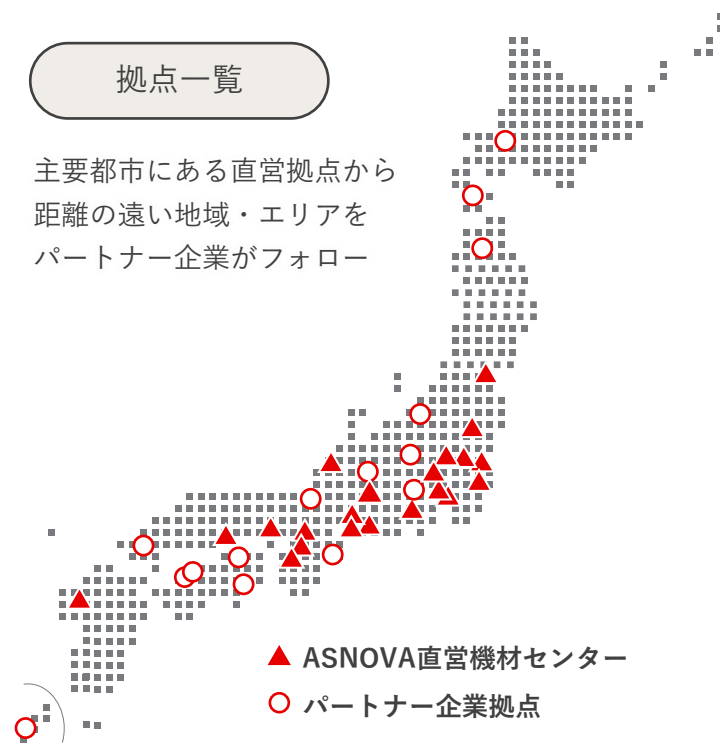 拠点一覧
主要都市にある直営拠点から
距離の遠い地域・エリアを
パートナー企業がフォロー
ASNOVA直営機材センター
パートナー企業拠点